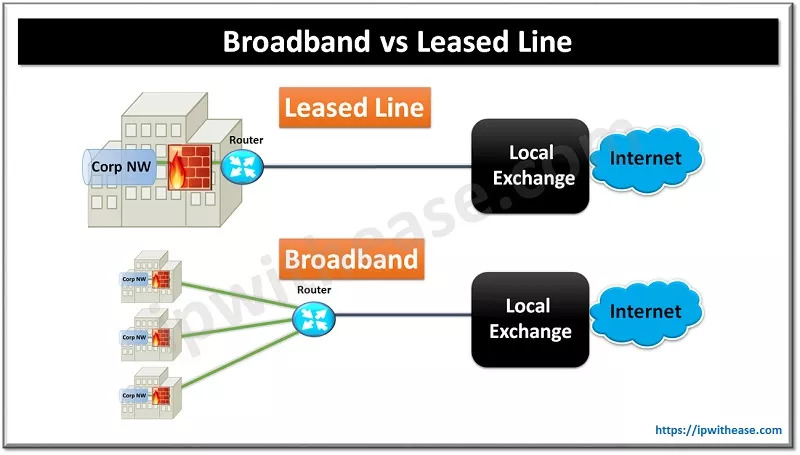 Broadband vs Leased Line
Leased Line
Router
Corp NW
Local
Exchange
Internet
Broadband
Router
Corp NW
Corp NW
Corp NW
Local
Exchange
Internet
ipwithease.com
https://ipwithease.com